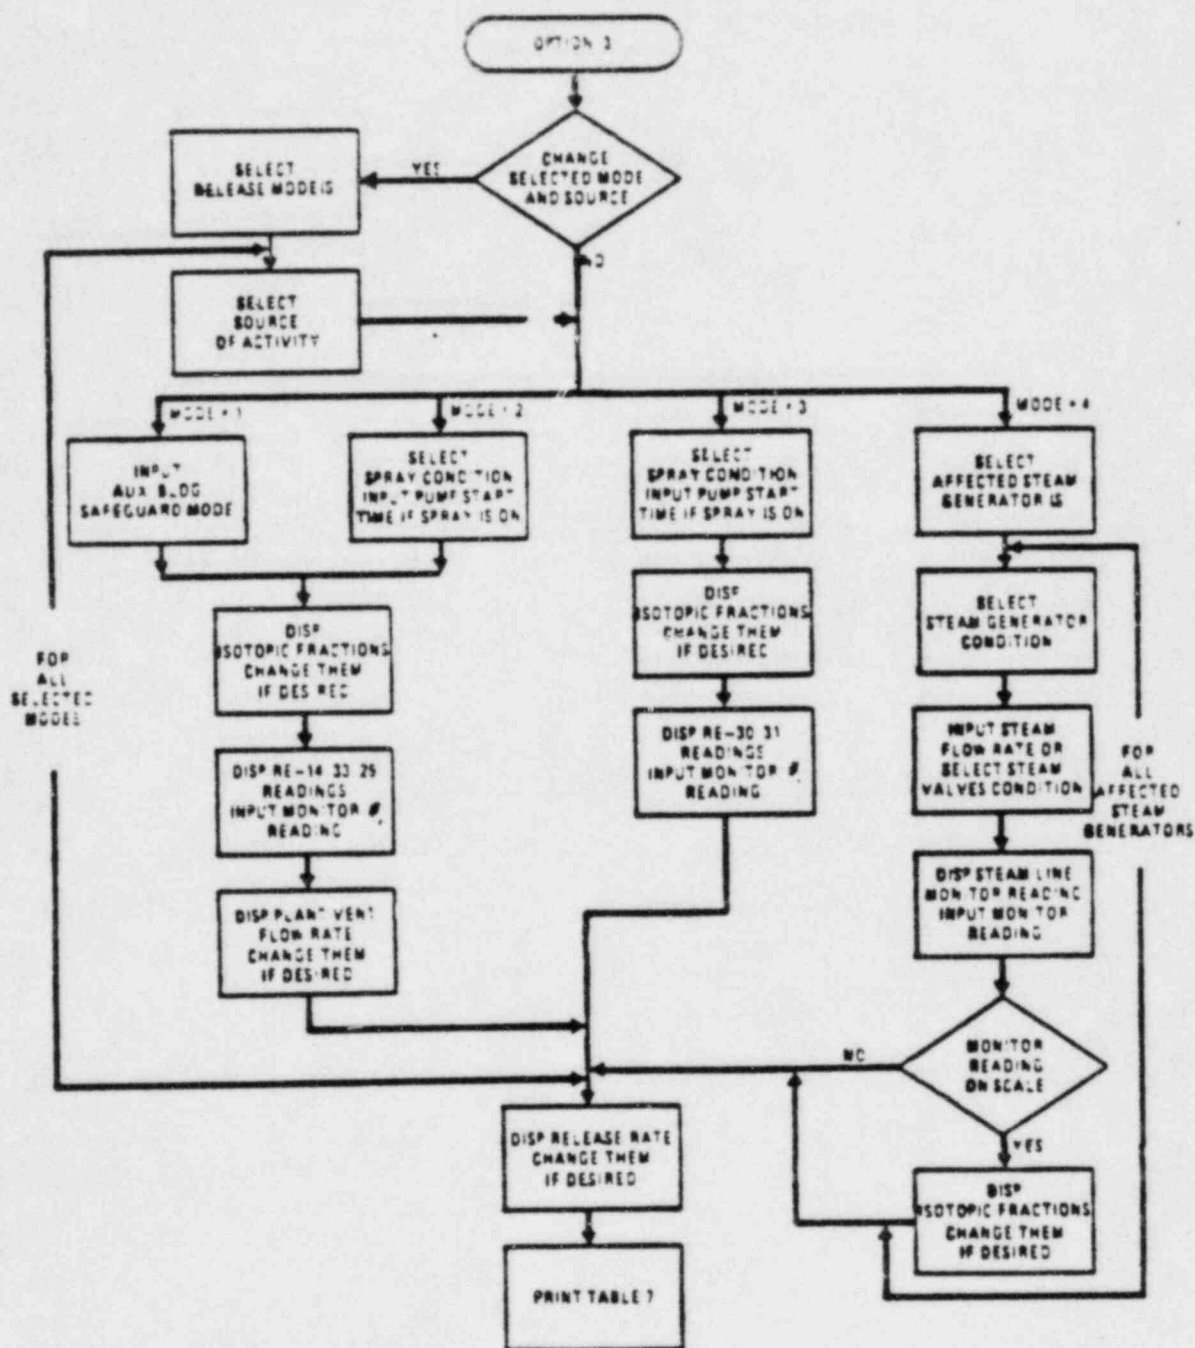 OPTION 3
CHANGE
SELECTED MODE
AND SOURCE
YES
SELECT
RELEASE MODE(S
NO
SELECT
SOURCE
OF ACTIVITY
MODE = 1
MODE = 2
MODE = 3
MODE = 4
INPUT
AUX. BLDG
SAFEGUARD MODE
SELECT
SPRAY CONDITION
INPUT PUMP START
TIME IF SPRAY IS ON
SELECT
SPRAY CONDITION
INPUT PUMP START
TIME IF SPRAY IS ON
SELECT
AFFECTED STEAM
GENERATOR(S
DISP
ISOTOPIC FRACTIONS
CHANGE THEM
IF DESIRED
DISP
ISOTOPIC FRACTIONS
CHANGE THEM
IF DESIRED
SELECT
STEAM GENERATOR
CONDITION
FOR
ALL
SELECTED
MODES
DISP RE-14 33 29
READINGS
INPUT MONITOR #,
READING
DISP RE-30 31
READINGS
INPUT MONITOR #,
READING
INPUT STEAM
FLOW RATE OR
SELECT STEAM
VALVES CONDITION
FOR
ALL
AFFECTED
STEAM
GENERATORS
DISP PLANT VENT
FLOW RATE
CHANGE THEM
IF DESIRED
DISP STEAM LINE
MONITOR READING
INPUT MONITOR
READING
MONITOR
READING
ON SCALE
NO
YES
DISP RELEASE RATE
CHANGE THEM
IF DESIRED
DISP
ISOTOPIC FRACTIONS
CHANGE THEM
IF DESIRED
PRINT TABLE 7